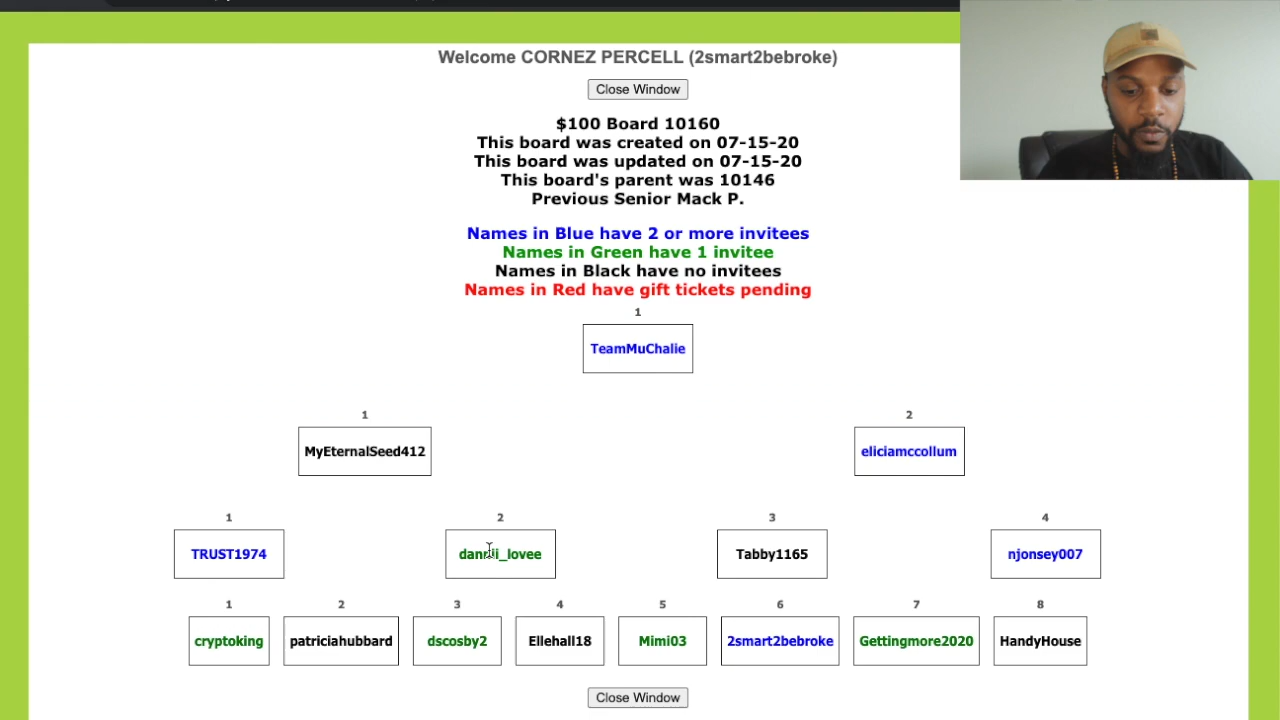 Welcome CORNEZ PERCELL (2smart2bebroke)
Close Window
$100 Board 10160
This board was created on 07-15-20
This board was updated on 07-15-20
This board's parent was 10146
Previous Senior Mack P.
Names in Blue have 2 or more invitees
Names in Green have 1 invitee
Names in Black have no invitees
Names in Red have gift tickets pending
1
TeamMuChalie
1 2
MyEternalSeed412 eliciamccollum
1 2 3 4
TRUST1974 Tabby1165 njonsey007
1 2 3 4 5 6 7 8
cryptoking patriciahubbard dscosby2 Ellehall18 Mimi03 2smart2bebroke Gettingmore2020 HandyHouse
Close Window